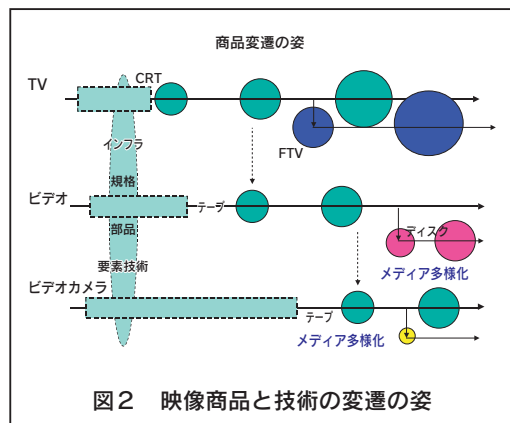 商品変遷の姿
CRT
TV
FTV
インフラ
規格
ビデオ
テープ
部品
ディスク
要素技術
メディア多様化
ビデオカメラ
テープ
メディア多様化
図2 映像商品と技術の変遷の姿